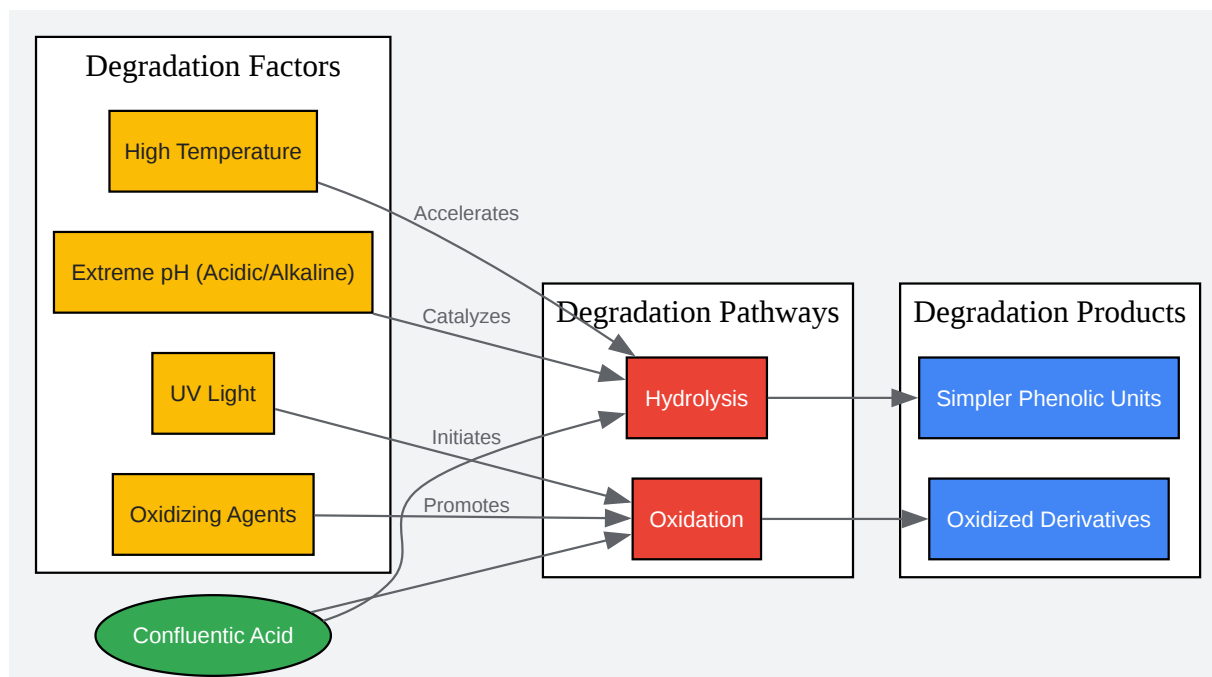 Degradation Factors
High Temperature
Extreme pH (Acidic/Alkaline)
UV Light
Oxidizing Agents
Confluentic Acid
Accelerates
Catalyzes
Initiates
Promotes
Degradation Pathways
Hydrolysis
Oxidation
Degradation Products
Simpler Phenolic Units
Oxidized Derivatives